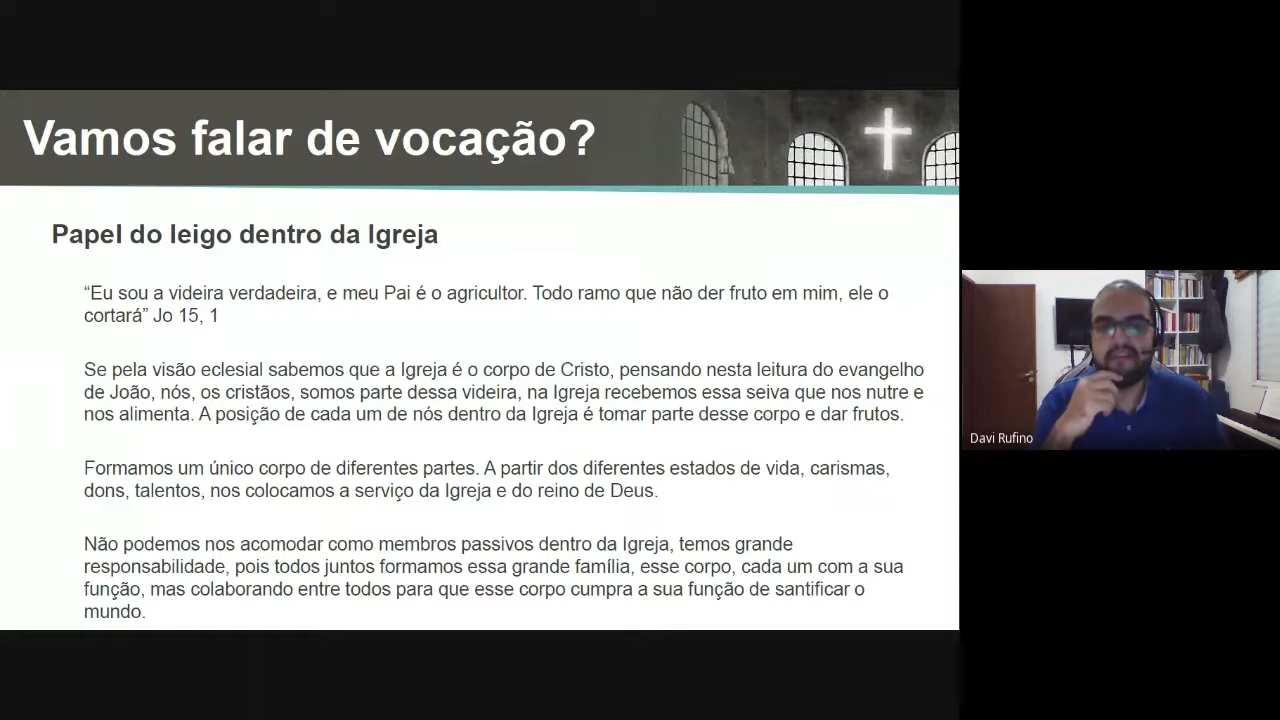 Vamos falar de vocação?
Papel do leigo dentro da Igreja
“Eu sou a videira verdadeira, e meu Pai é o agricultor. Todo ramo que não der fruto em mim, ele o
cortará” Jo 15, 1
Se pela visão eclesial sabemos que a Igreja é o corpo de Cristo, pensando nesta leitura do evangelho
de João, nós, os cristãos, somos parte dessa videira, na Igreja recebemos essa seiva que nos nutre e
nos alimenta. A posição de cada um de nós dentro da Igreja é tomar parte desse corpo e dar frutos.
Formamos um único corpo de diferentes partes. A partir dos diferentes estados de vida, carismas,
dons, talentos, nos colocamos a serviço da Igreja e do reino de Deus.
Não podemos nos acomodar como membros passivos dentro da Igreja, temos grande
responsabilidade, pois todos juntos formamos essa grande família, esse corpo, cada um com a sua
função, mas colaborando entre todos para que esse corpo cumpra a sua função de santificar o
mundo.
Davi Rufino